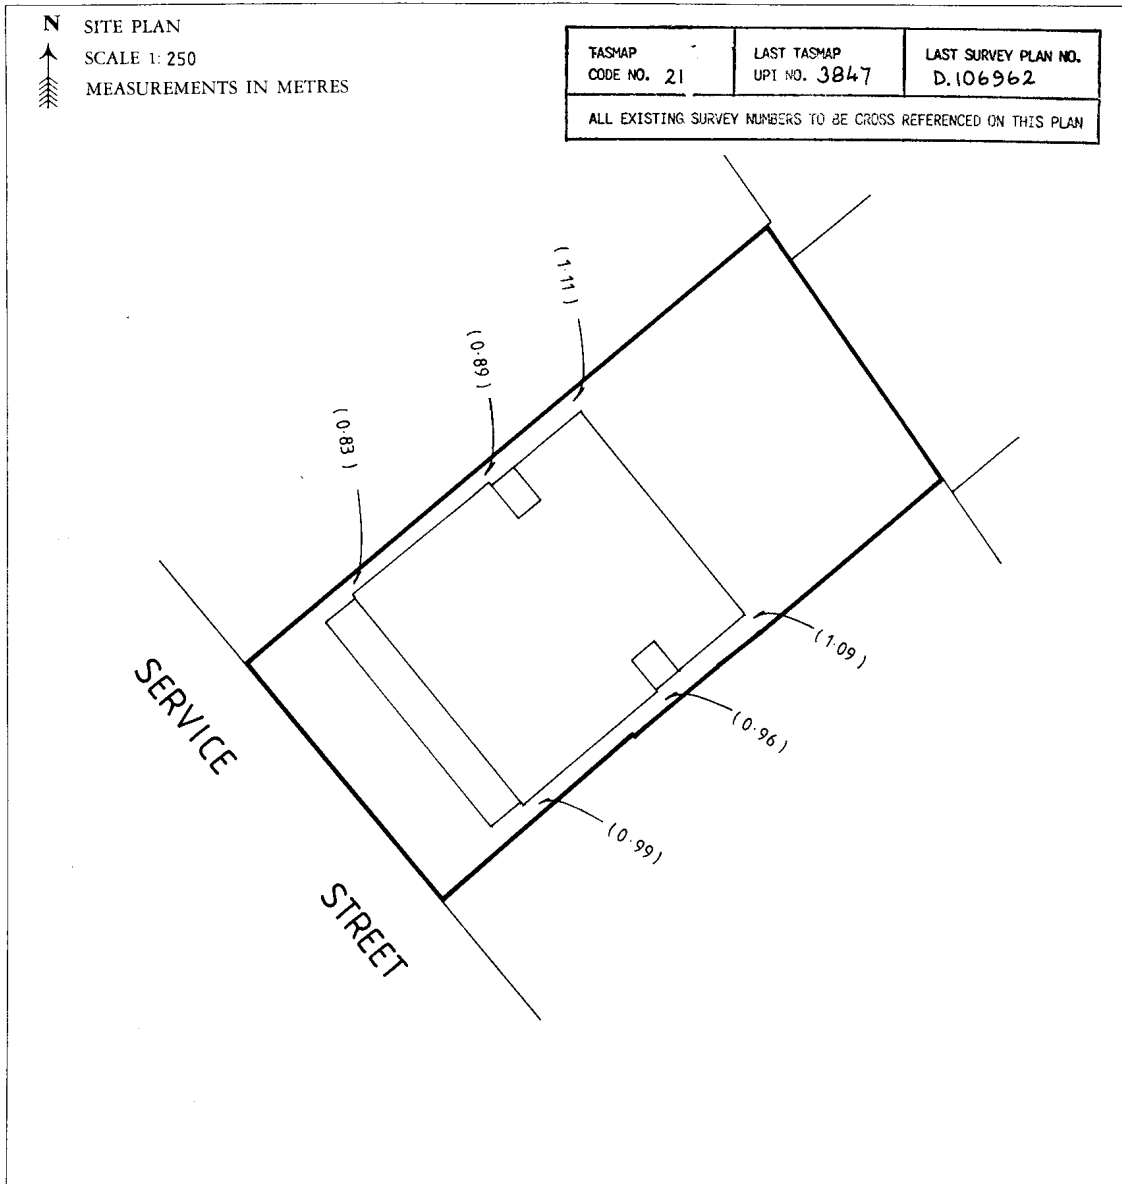 N SITE PLAN
SCALE 1:250
MEASUREMENTS IN METRES
TASMAP
CODE NO. 21
LAST TASMAP
UPI NO. 3847
LAST SURVEY PLAN NO.
D.106962
ALL EXISTING SURVEY NUMBERS TO BE CROSS REFERENCED ON THIS PLAN
(1·11)
(0·89)
(0·83)
(1·09)
(0·96)
(0·99)
SERVICE
STREET